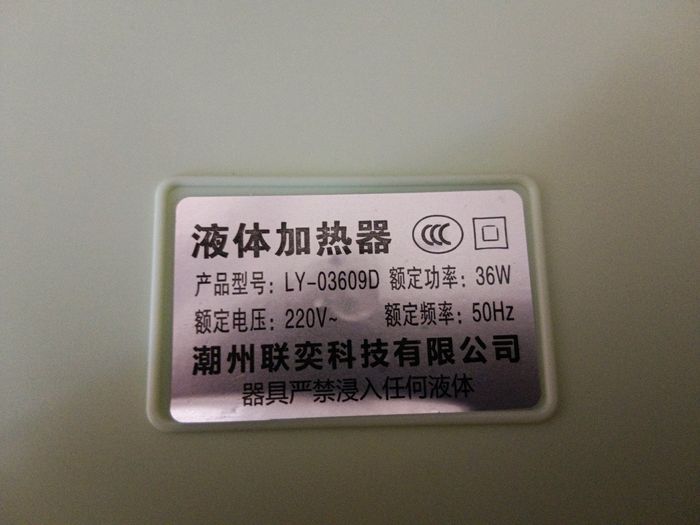 液体加热器 CCC
产品型号: LY-03609D 额定功率: 36W
额定电压: 220V~ 额定频率: 50Hz
潮州联奕科技有限公司
器具严禁浸入任何液体